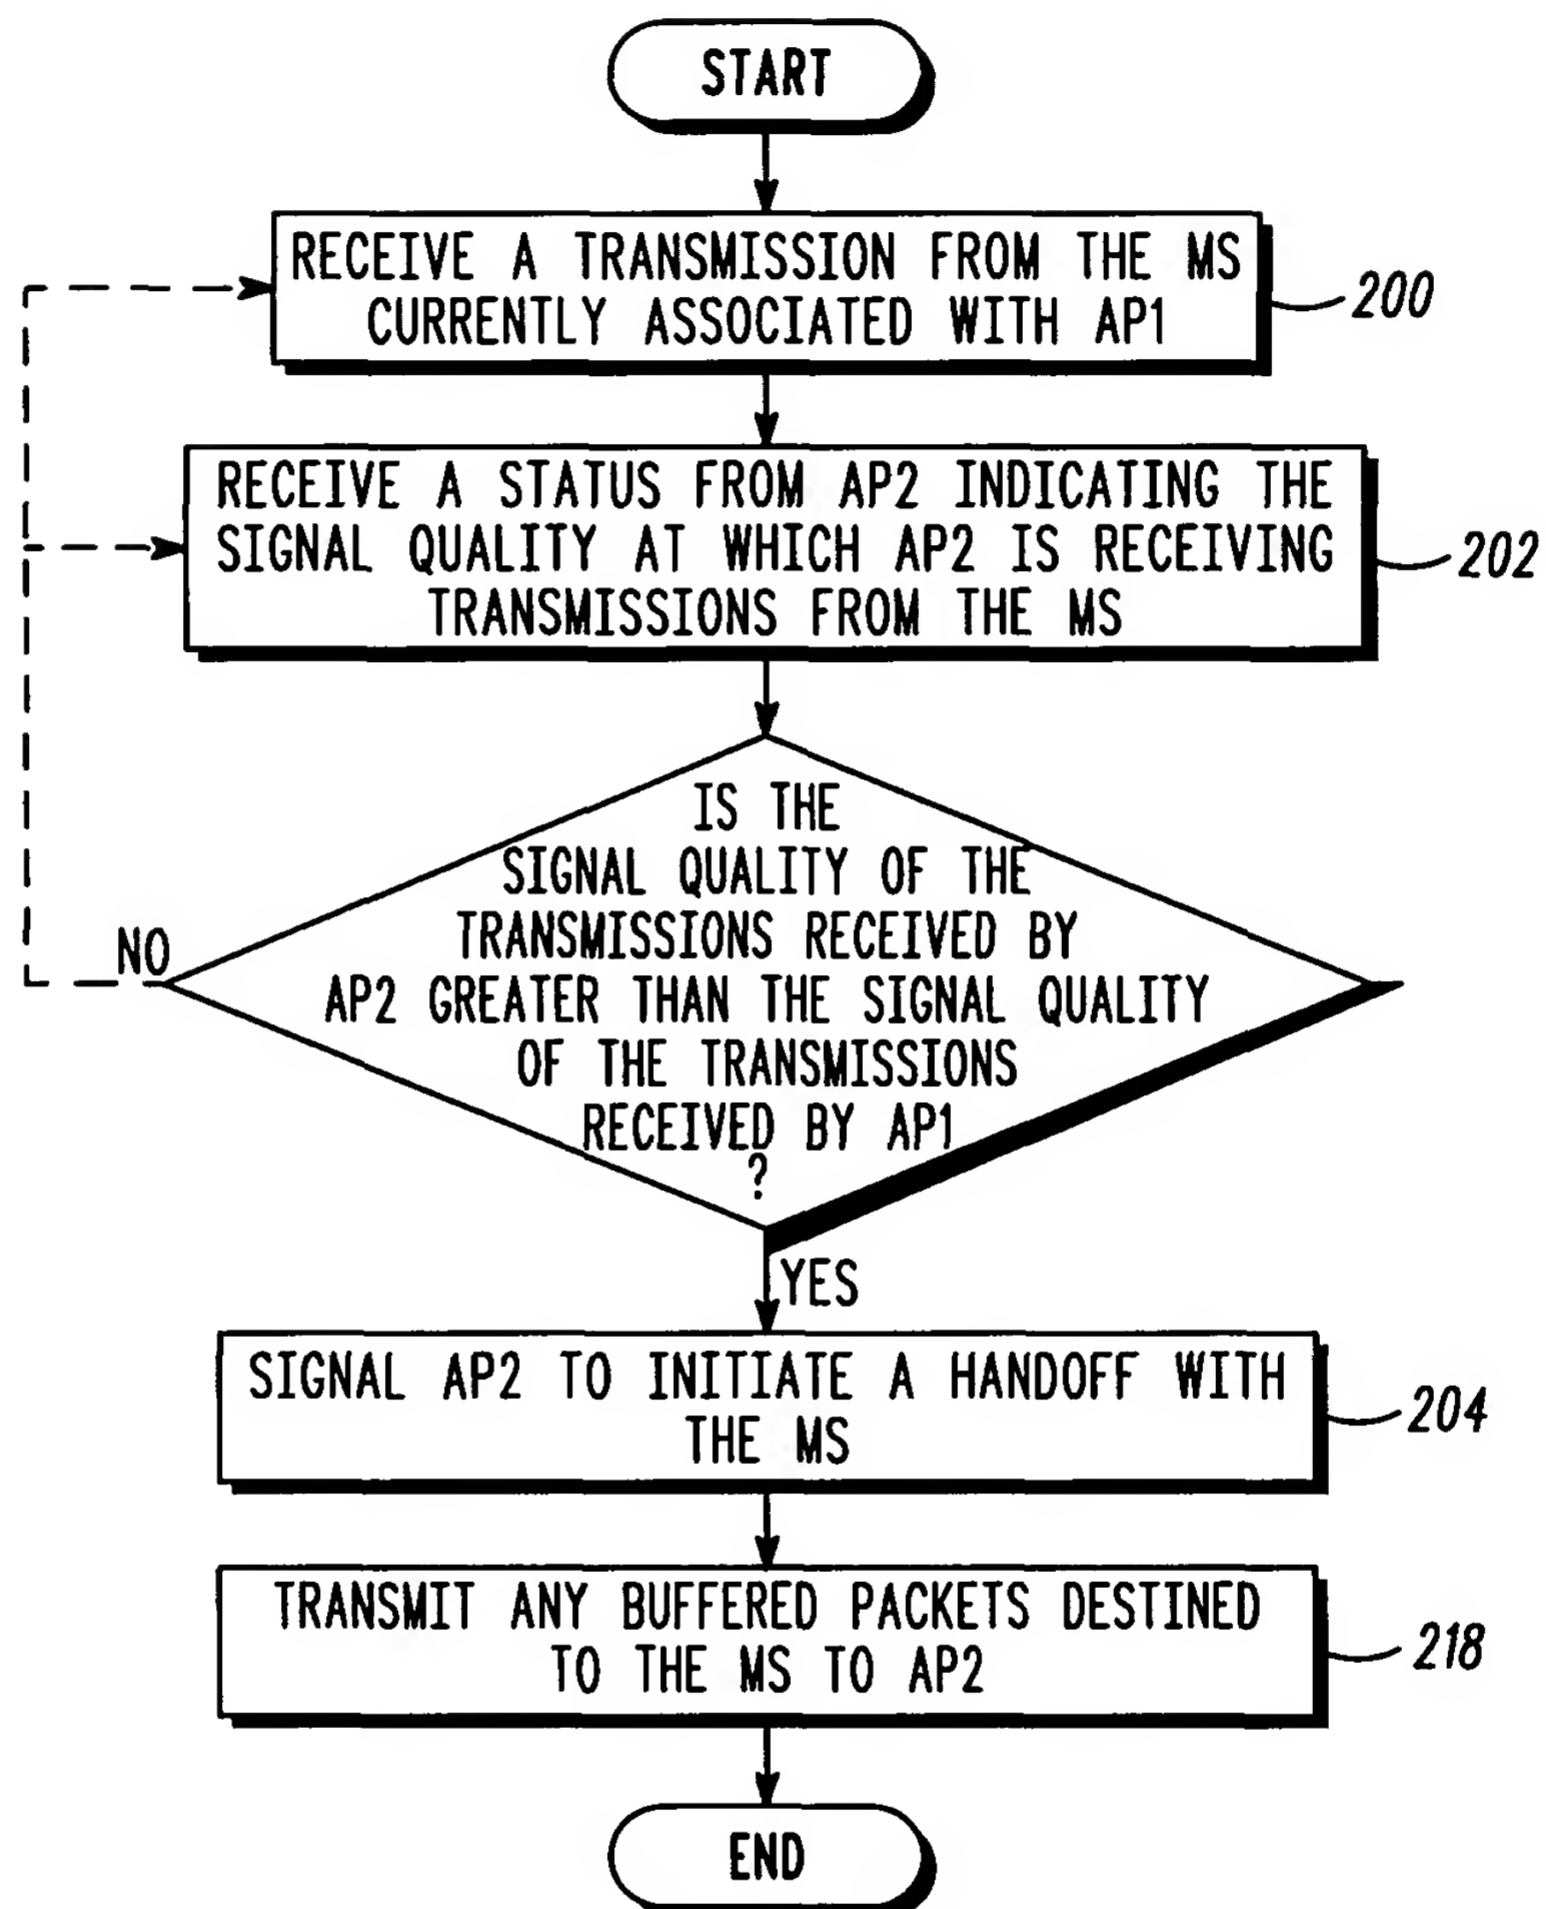 START
RECEIVE A TRANSMISSION FROM THE MS
CURRENTLY ASSOCIATED WITH AP1
200
RECEIVE A STATUS FROM AP2 INDICATING THE
SIGNAL QUALITY AT WHICH AP2 IS RECEIVING
TRANSMISSIONS FROM THE MS
202
IS THE
SIGNAL QUALITY OF THE
TRANSMISSIONS RECEIVED BY
AP2 GREATER THAN THE SIGNAL QUALITY
OF THE TRANSMISSIONS
RECEIVED BY AP1
?
NO
YES
SIGNAL AP2 TO INITIATE A HANDOFF WITH
THE MS
204
TRANSMIT ANY BUFFERED PACKETS DESTINED
TO THE MS TO AP2
218
END